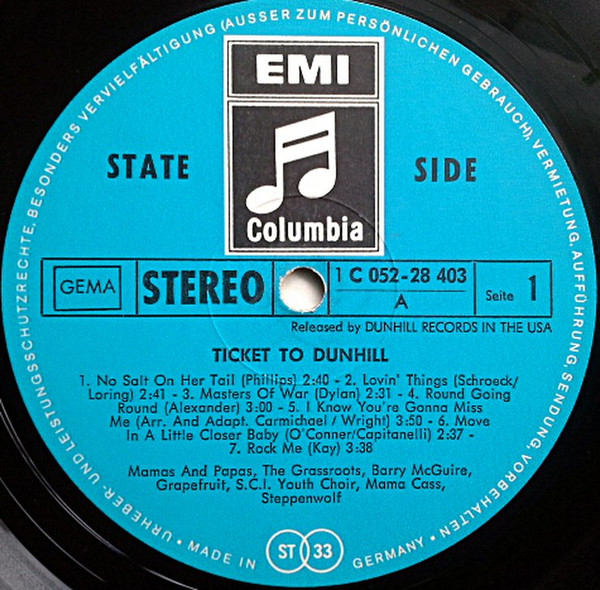 URHEBER- UND LEISTUNGSSCHUTZRECHTE, BESONDERS VERVIELFÄLTIGUNG (AUSSER ZUM PERSÖNLICHEN GEBRAUCH), VERMIETUNG, AUFFÜHRUNG, SENDUNG, VORBEHALTEN •
EMI
STATE SIDE
Columbia
GEMA STEREO 1 C 052-28 403
A
Seite 1
Released by DUNHILL RECORDS IN THE USA
TICKET TO DUNHILL
1. No Salt On Her Tail (Phillips) 2:40 - 2. Lovin' Things (Schroeck/
Loring) 2:41 - 3. Masters Of War (Dylan) 2:31 - 4. Round Going
Round (Alexander) 3:00 - 5. I Know You're Gonna Miss
Me (Arr. And Adapt. Carmichael / Wright) 3:50 - 6. Move
In A Little Closer Baby (O'Conner/Capitanelli) 2:37 -
7. Rock Me (Kay) 3:38
Mamas And Papas, The Grassroots, Barry McGuire,
Grapefruit, S.C.I. Youth Choir, Mama Cass,
Steppenwolf
• MADE IN ST 33 GERMANY •